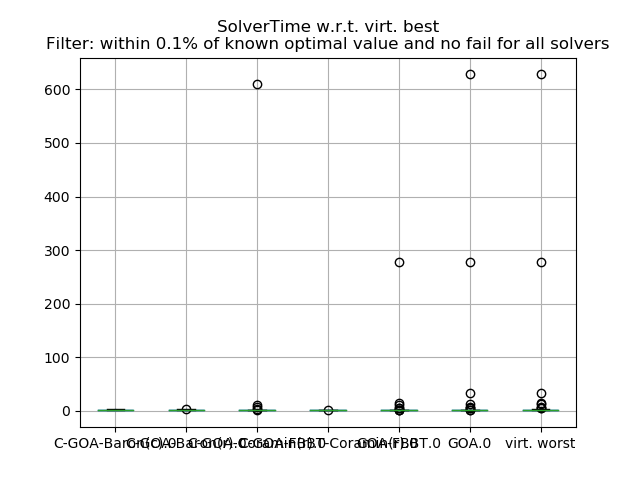 SolverTime w.r.t. virt. best
Filter: within 0.1% of known optimal value and no fail for all solvers
600
500
400
300
200
100
0
GOA.0 virt. worst